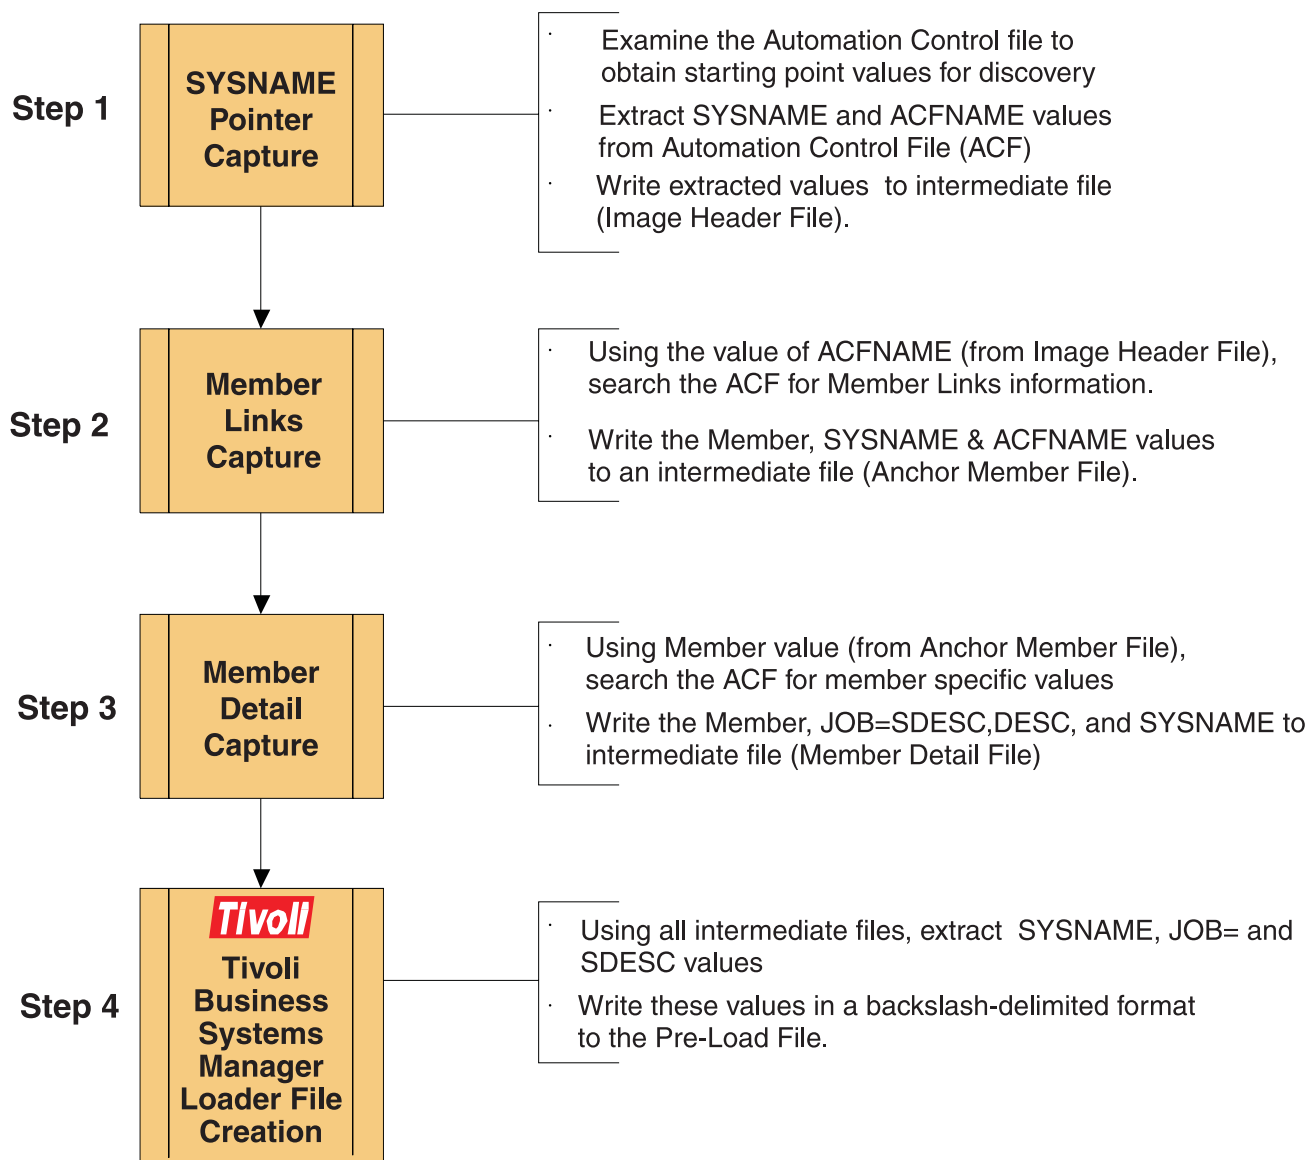 Step 1
SYSNAME
Pointer
Capture
· Examine the Automation Control file to
obtain starting point values for discovery
· Extract SYSNAME and ACFNAME values
from Automation Control File (ACF)
· Write extracted values to intermediate file
(Image Header File).
Step 2
Member
Links
Capture
· Using the value of ACFNAME (from Image Header File),
search the ACF for Member Links information.
· Write the Member, SYSNAME & ACFNAME values
to an intermediate file (Anchor Member File).
Step 3
Member
Detail
Capture
· Using Member value (from Anchor Member File),
search the ACF for member specific values
· Write the Member, JOB=SDESC,DESC, and SYSNAME to
intermediate file (Member Detail File)
Step 4
Tivoli
Tivoli
Business
Systems
Manager
Loader File
Creation
· Using all intermediate files, extract SYSNAME, JOB= and
SDESC values
· Write these values in a backslash-delimited format
to the Pre-Load File.